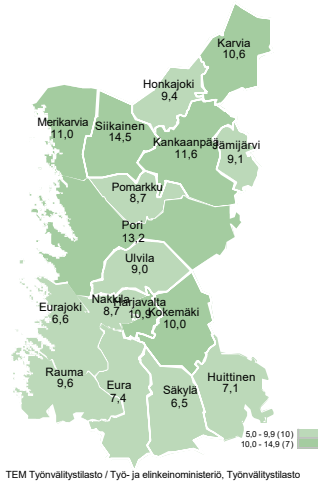 Karvia
10,6
Honkajoki
9,4
Merikarvia
11,0
Siikainen
14,5
Kankaanpää
11,6
Jämijärvi
9,1
Pomarkku
8,7
Pori
13,2
Ulvila
9,0
Nakkila
8,7
Harjavalta
10,9
Kokemäki
10,0
Eurajoki
6,6
Rauma
9,6
Eura
7,4
Säkylä
6,5
Huittinen
7,1
5,0 - 9,9 (10)
10,0 - 14,9 (7)
TEM Työnvälitystilasto / Työ- ja elinkeinoministeriö, Työnvälitystilasto